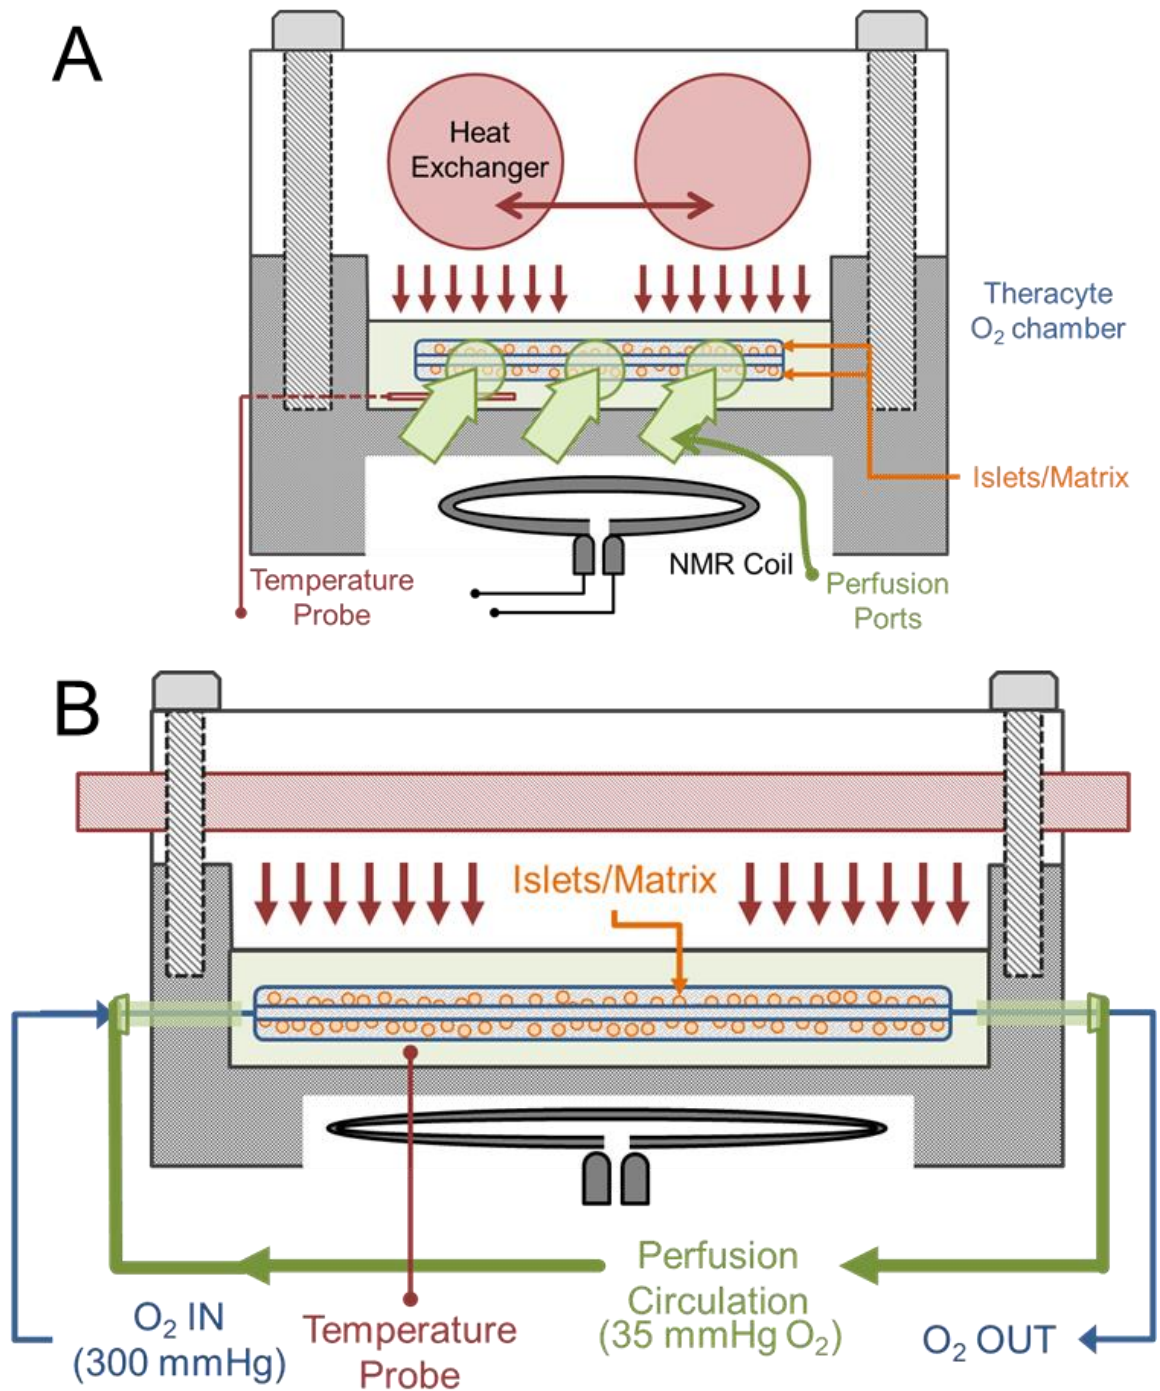 A
Heat
Exchanger
Theracyte
O₂ chamber
Islets/Matrix
NMR Coil
Temperature
Probe
Perfusion
Ports
B
Islets/Matrix
Perfusion
Circulation
(35 mmHg O₂)
O₂ IN
(300 mmHg)
Temperature
Probe
O₂ OUT